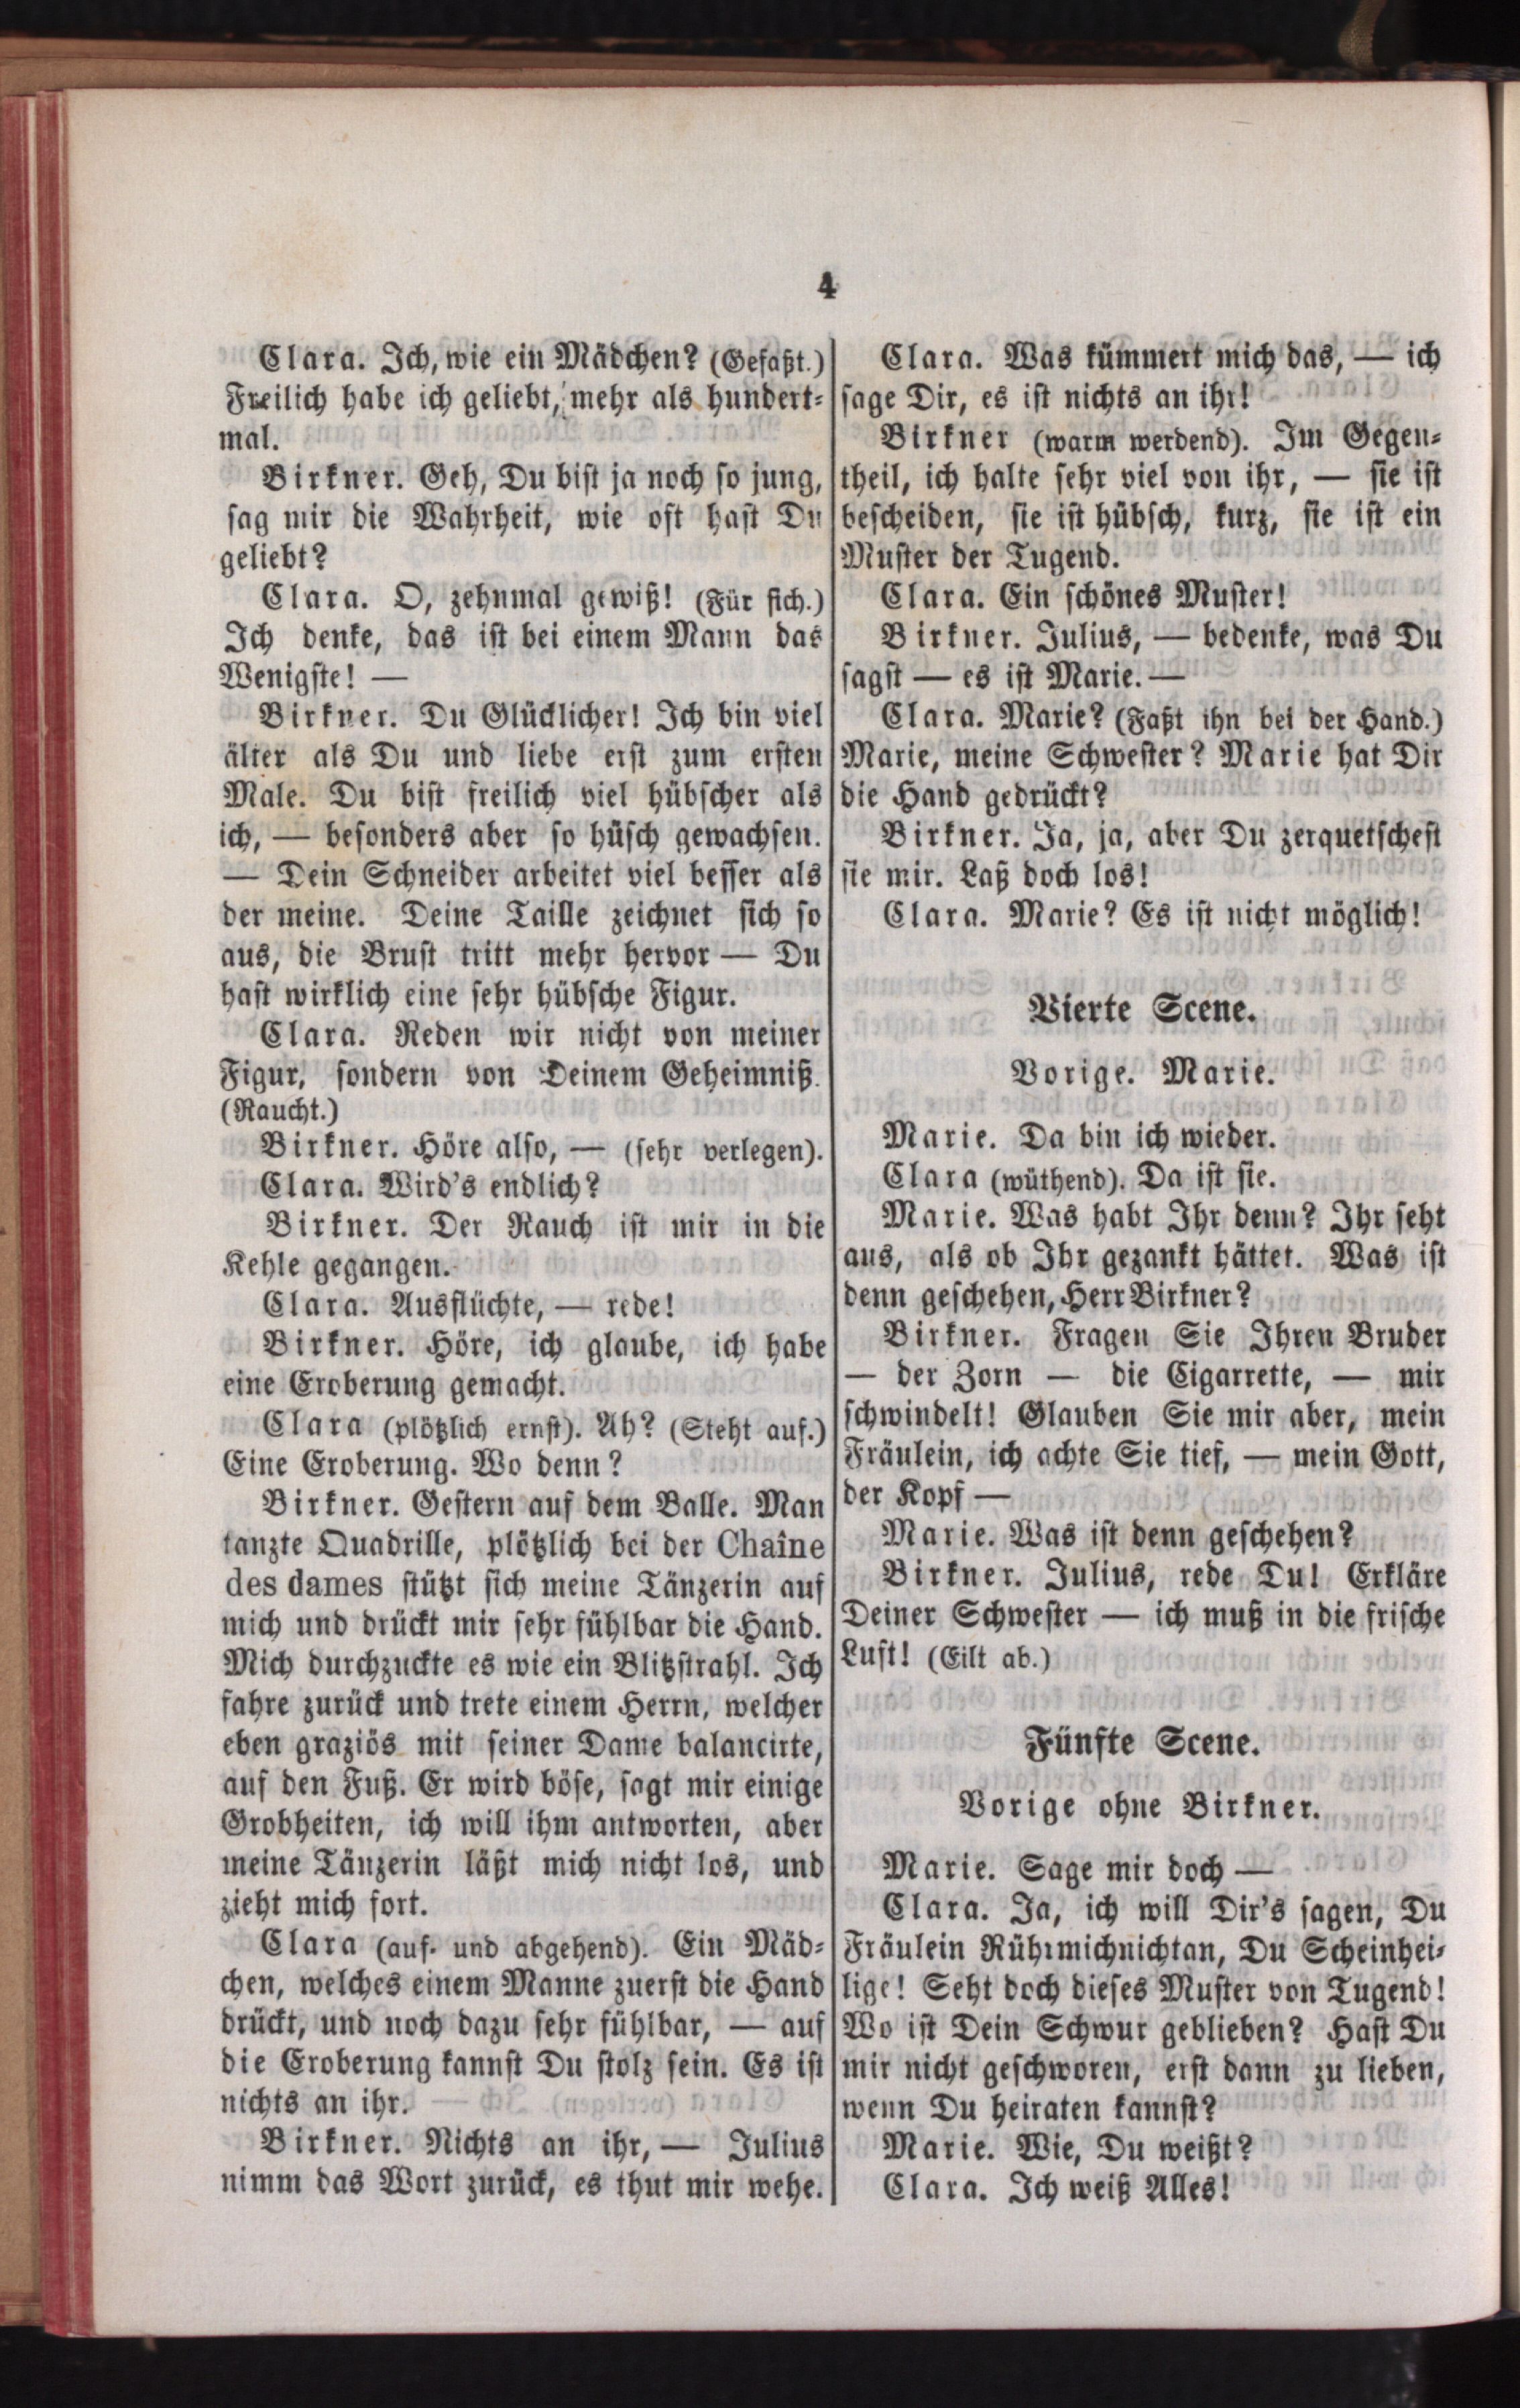 4
Clara. Ich, wie ein Mädchen? (Gefaßt.)
Freilich habe ich geliebt, mehr als hundert-
mal.
Birkner. Geh, Du bist ja noch so jung,
sag mir die Wahrheit, wie oft hast Du
geliebt?
Clara. O, zehnmal gewiß! (Für sich.)
Ich denke, das ist bei einem Mann das
Wenigste! —
Birkner. Du Glücklicher! Ich bin viel
älter als Du und liebe erst zum ersten
Male. Du bist freilich viel hübscher als
ich, — besonders aber so hüsch gewachsen.
— Dein Schneider arbeitet viel besser als
der meine. Deine Taille zeichnet sich so
aus, die Brust tritt mehr hervor — Du
hast wirklich eine sehr hübsche Figur.
Clara. Reden wir nicht von meiner
Figur, sondern von Deinem Geheimniß.
(Raucht.)
Birkner. Höre also, — (sehr verlegen).
Clara. Wird's endlich?
Birkner. Der Rauch ist mir in die
Kehle gegangen.
Clara. Ausflüchte, — rede!
Birkner. Höre, ich glaube, ich habe
eine Eroberung gemacht.
Clara (plötzlich ernst). Ah? (Steht auf.)
Eine Eroberung. Wo denn?
Birkner. Gestern auf dem Balle. Man
tanzte Quadrille, plötzlich bei der Chaîne
des dames stützt sich meine Tänzerin auf
mich und drückt mir sehr fühlbar die Hand.
Mich durchzuckte es wie ein Blitzstrahl. Ich
fahre zurück und trete einem Herrn, welcher
eben graziös mit seiner Dame balancirte,
auf den Fuß. Er wird böse, sagt mir einige
Grobheiten, ich will ihm antworten, aber
meine Tänzerin läßt mich nicht los, und
zieht mich fort.
Clara (auf- und abgehend). Ein Mäd-
chen, welches einem Manne zuerst die Hand
drückt, und noch dazu sehr fühlbar, — auf
die Eroberung kannst Du stolz sein. Es ist
nichts an ihr.
Birkner. Nichts an ihr, — Julius
nimm das Wort zurück, es thut mir wehe.
Clara. Was kümmert mich das, — ich
sage Dir, es ist nichts an ihr!
Birkner (warm werdend). Im Gegen-
theil, ich halte sehr viel von ihr, — sie ist
bescheiden, sie ist hübsch, kurz, sie ist ein
Muster der Tugend.
Clara. Ein schönes Muster!
Birkner. Julius, — bedenke, was Du
sagst — es ist Marie. —
Clara. Marie? (Faßt ihn bei der Hand.)
Marie, meine Schwester? Marie hat Dir
die Hand gedrückt?
Birkner. Ja, ja, aber Du zerquetschest
sie mir. Laß doch los!
Clara. Marie? Es ist nicht möglich!
Vierte Scene.
Vorige. Marie.
Marie. Da bin ich wieder.
Clara (wüthend). Da ist sie.
Marie. Was habt Ihr denn? Ihr seht
aus, als ob Ihr gezankt hättet. Was ist
denn geschehen, Herr Birkner?
Birkner. Fragen Sie Ihren Bruder
— der Zorn — die Cigarrette, — mir
schwindelt! Glauben Sie mir aber, mein
Fräulein, ich achte Sie tief, — mein Gott,
der Kopf —
Marie. Was ist denn geschehen?
Birkner. Julius, rede Du! Erkläre
Deiner Schwester — ich muß in die frische
Luft! (Eilt ab.)
Fünfte Scene.
Vorige ohne Birkner.
Marie. Sage mir doch —
Clara. Ja, ich will Dir's sagen, Du
Fräulein Rührmichnichtan, Du Scheinhei-
lige! Seht doch dieses Muster von Tugend!
Wo ist Dein Schwur geblieben? Hast Du
mir nicht geschworen, erst dann zu lieben,
wenn Du heiraten kannst?
Marie. Wie, Du weißt?
Clara. Ich weiß Alles!